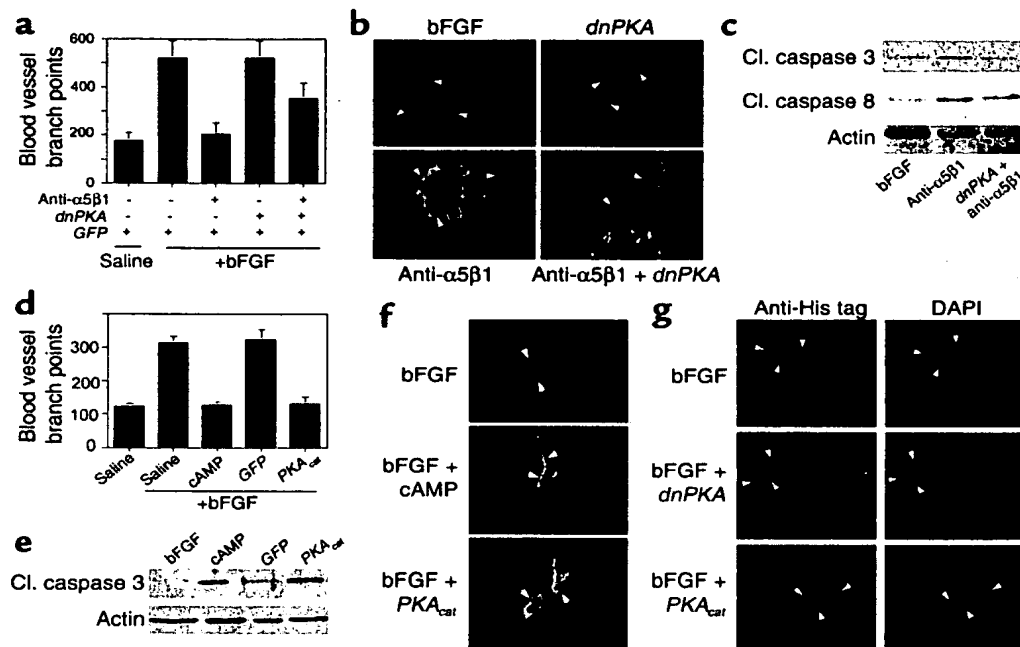 a
Blood vessel
branch points
600
400
200
0
Anti-α5β1 - - + - +
dnPKA - - - + +
GFP + + + + +
Saline +bFGF
b
bFGF dnPKA
Anti-α5β1 Anti-α5β1 + dnPKA
c
Cl. caspase 3
Cl. caspase 8
Actin
bFGF
Anti-α5β1
dnPKA +
anti-α5β1
d
Blood vessel
branch points
300
200
100
0
Saline Saline cAMP GFP PKAcat
+bFGF
e
bFGF cAMP GFP PKAcat
Cl. caspase 3
Actin
f
bFGF
bFGF +
cAMP
bFGF +
PKAcat
g
Anti-His tag DAPI
bFGF
bFGF +
dnPKA
bFGF +
PKAcat